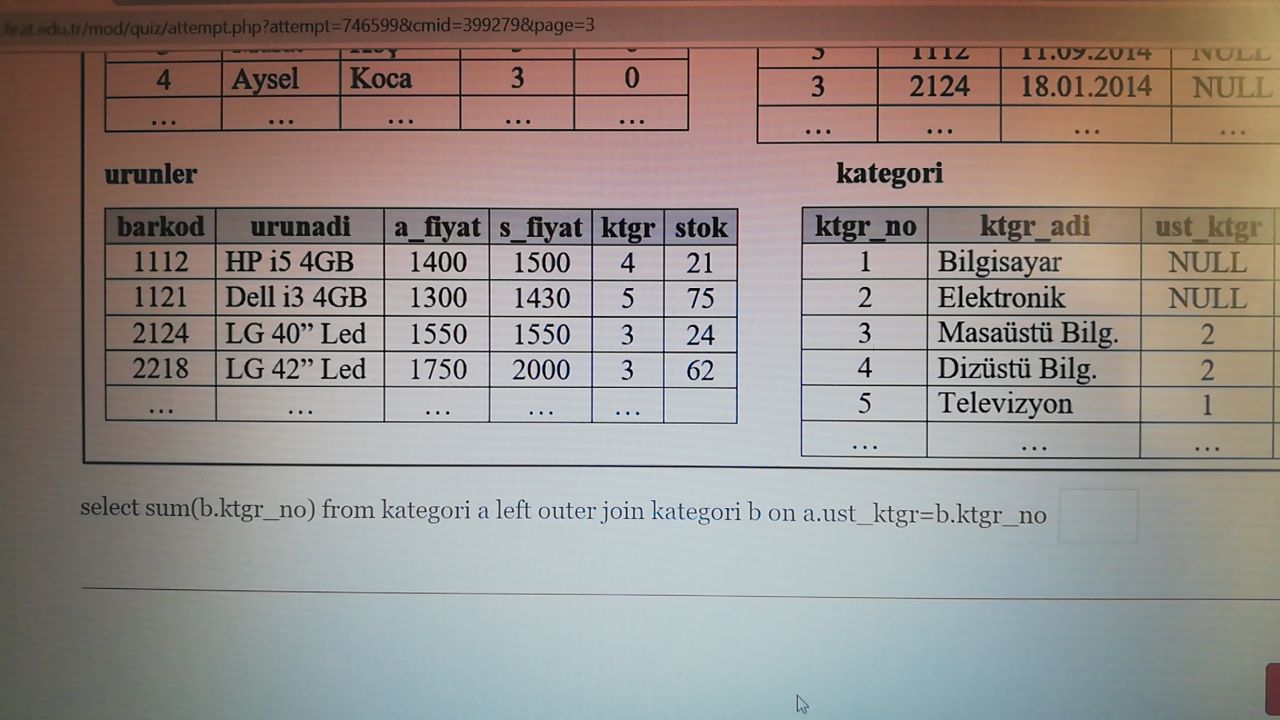 firat.edu.tr/mod/quiz/attempt.php?attempt=746599&cmid=399279&page=3
3 1112 11.09.2014 NULL
4 Aysel Koca 3 0
3 2124 18.01.2014 NULL
... ... ... ... ...
... ... ... ...
urunler
kategori
barkod urunadi a_fiyat s_fiyat ktgr stok
ktgr_no ktgr_adi ust_ktgr
1112 HP i5 4GB 1400 1500 4 21
1 Bilgisayar NULL
1121 Dell i3 4GB 1300 1430 5 75
2 Elektronik NULL
2124 LG 40” Led 1550 1550 3 24
3 Masaüstü Bilg. 2
2218 LG 42” Led 1750 2000 3 62
4 Dizüstü Bilg. 2
... ... ... ... ...
5 Televizyon 1
... ... ...
select sum(b.ktgr_no) from kategori a left outer join kategori b on a.ust_ktgr=b.ktgr_no